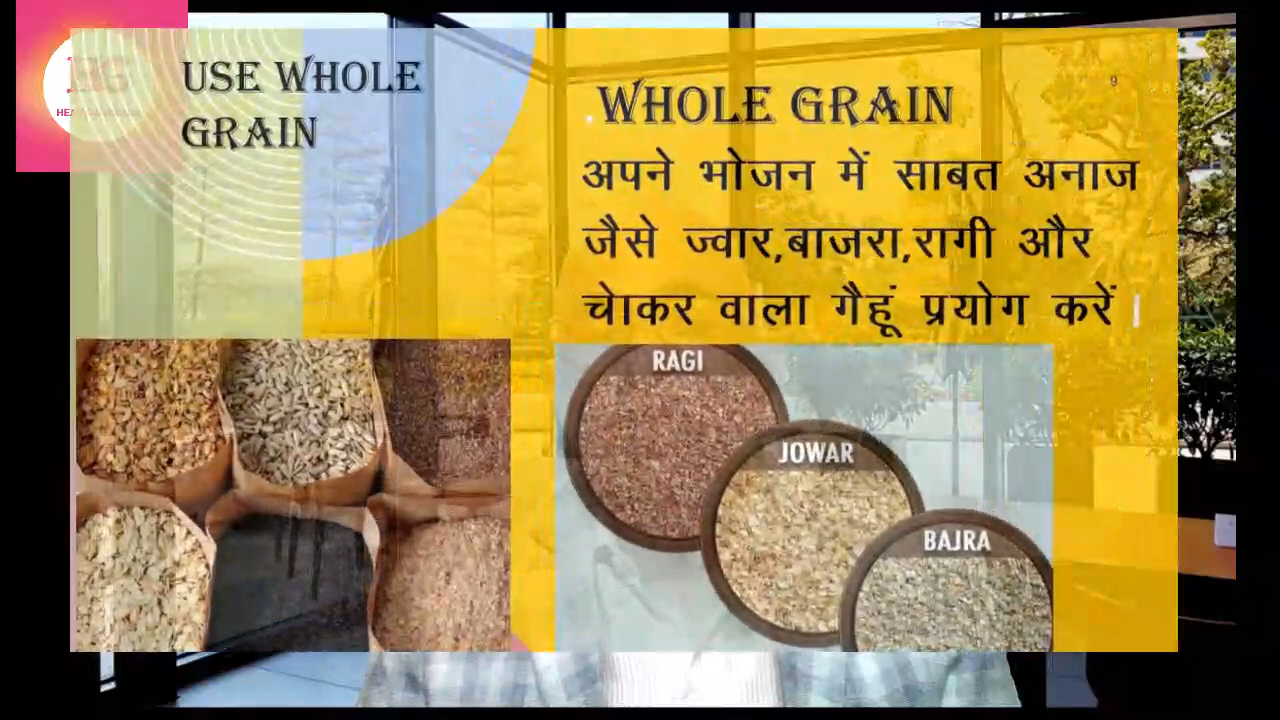 USE WHOLE
GRAIN
WHOLE GRAIN
अपने भोजन में साबत अनाज
जैसे ज्वार,बाजरा,रागी और
चेाकर वाला गैहूं प्रयोग करें
RAGI
JOWAR
BAJRA